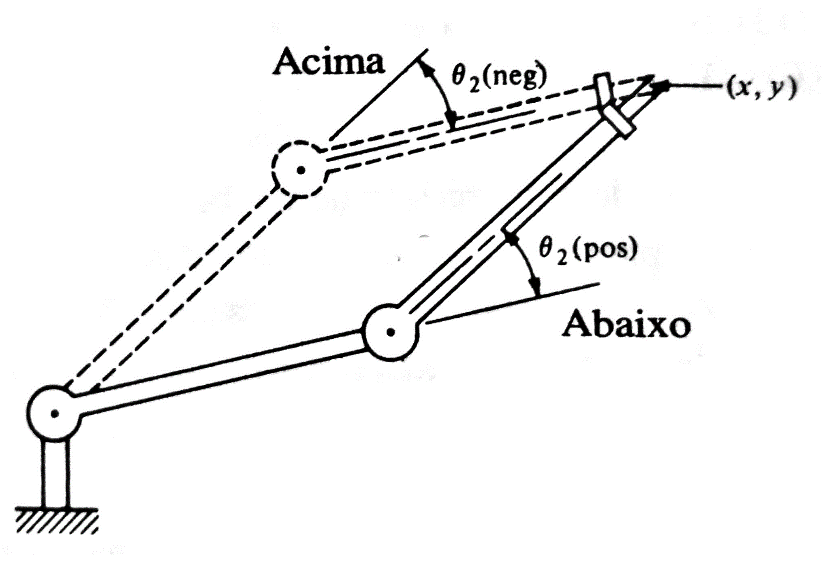 Acima
θ₂(neg)
(x, y)
θ₂(pos)
Abaixo